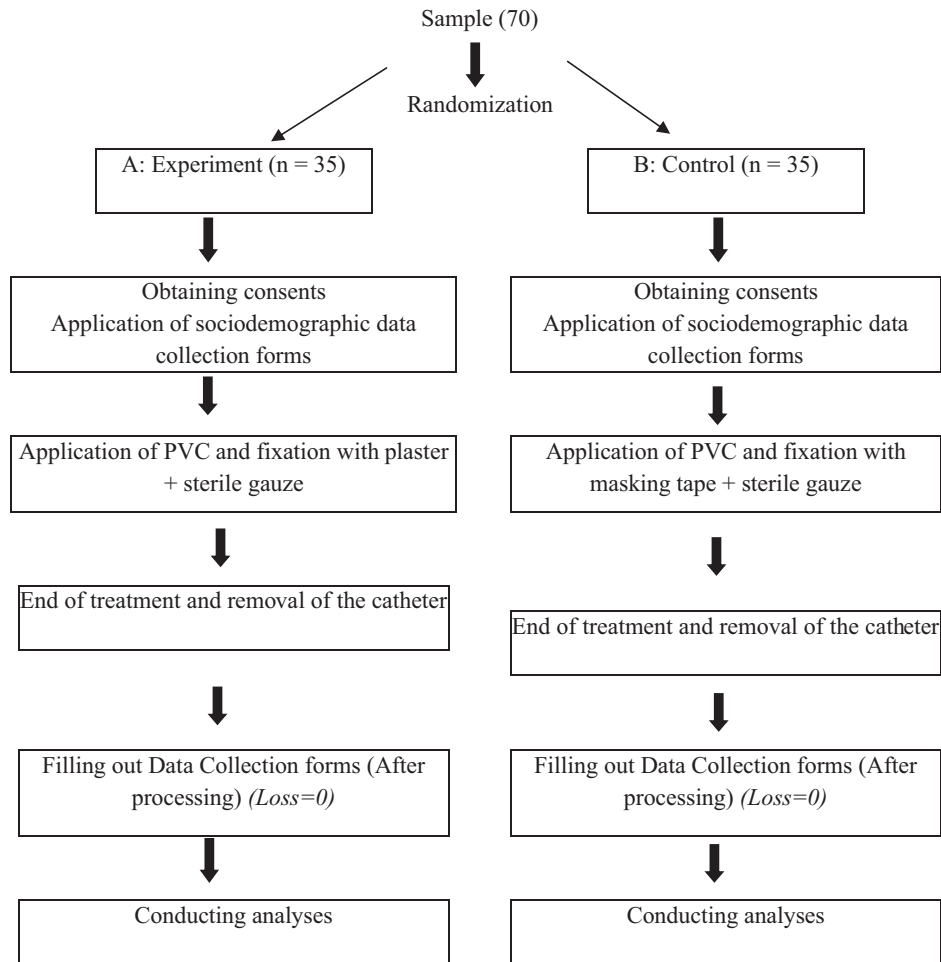 Sample (70)
Randomization
A: Experiment (n = 35)
B: Control (n = 35)
Obtaining consents
Application of sociodemographic data
collection forms
Obtaining consents
Application of sociodemographic data
collection forms
Application of PVC and fixation with plaster
+ sterile gauze
Application of PVC and fixation with
masking tape + sterile gauze
End of treatment and removal of the catheter
End of treatment and removal of the catheter
Filling out Data Collection forms (After
processing) (Loss=0)
Filling out Data Collection forms (After
processing) (Loss=0)
Conducting analyses
Conducting analyses